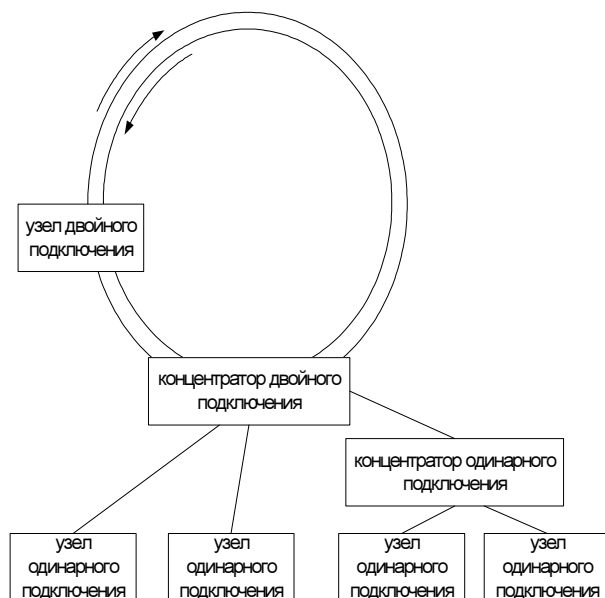 узел двойного
подключения
концентратор двойного
подключения
концентратор одинарного
подключения
узел
одинарного
подключения
узел
одинарного
подключения
узел
одинарного
подключения
узел
одинарного
подключения